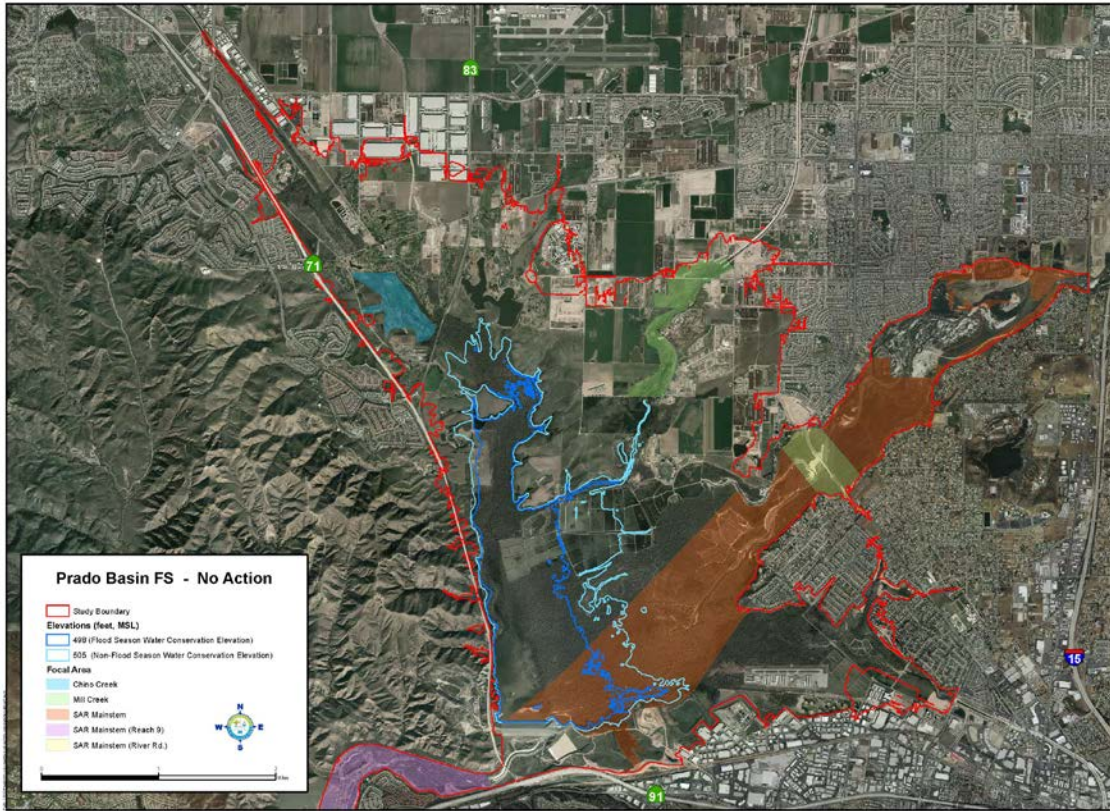 83
71
Prado Basin FS - No Action
Study Boundary
Elevations (feet, MSL)
498 (Flood Season Water Conservation Elevation)
505 (Non-Flood Season Water Conservation Elevation)
Focal Area
Chino Creek
Mill Creek
SAR Mainstem
SAR Mainstem (Reach 9)
SAR Mainstem (River Rd.)
N
W E
S
15
91